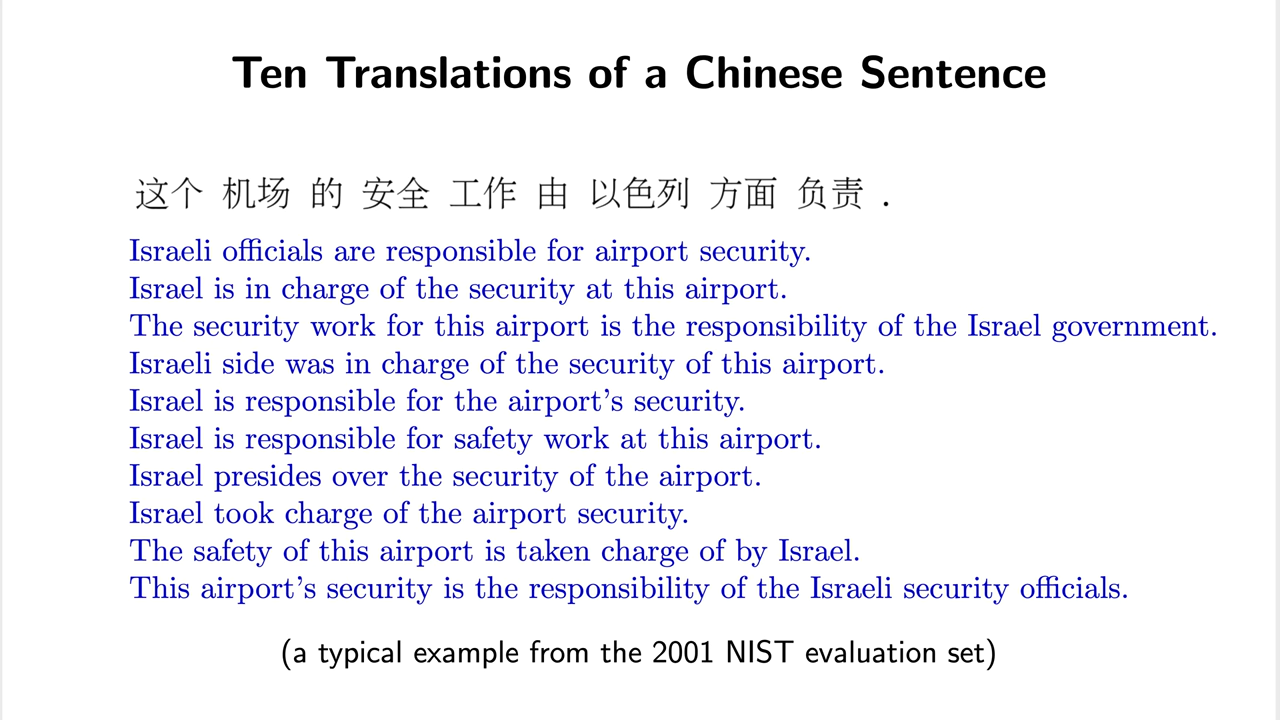 Ten Translations of a Chinese Sentence
这个 机场 的 安全 工作 由 以色列 方面 负责 .
Israeli officials are responsible for airport security.
Israel is in charge of the security at this airport.
The security work for this airport is the responsibility of the Israel government.
Israeli side was in charge of the security of this airport.
Israel is responsible for the airport's security.
Israel is responsible for safety work at this airport.
Israel presides over the security of the airport.
Israel took charge of the airport security.
The safety of this airport is taken charge of by Israel.
This airport's security is the responsibility of the Israeli security officials.
(a typical example from the 2001 NIST evaluation set)